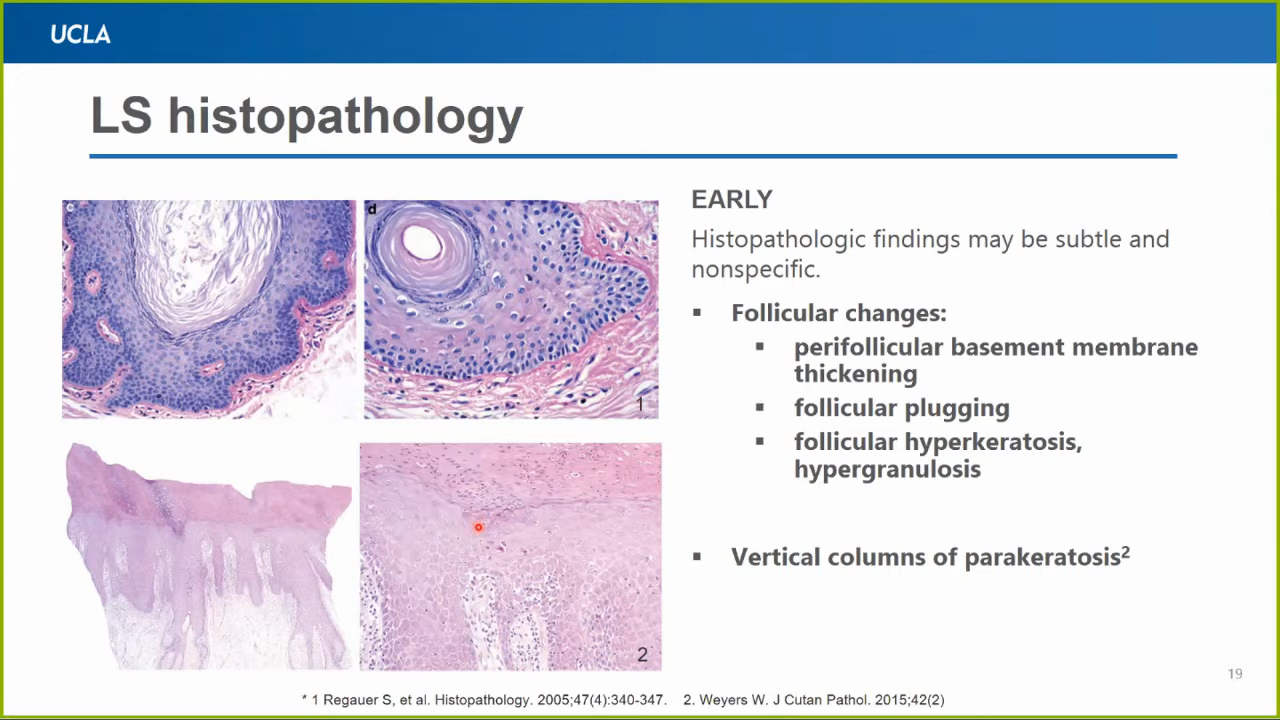 UCLA
LS histopathology
c
d
1
2
EARLY
Histopathologic findings may be subtle and
nonspecific.
▪ Follicular changes:
▪ perifollicular basement membrane
thickening
▪ follicular plugging
▪ follicular hyperkeratosis,
hypergranulosis
▪ Vertical columns of parakeratosis²
19
* 1 Regauer S, et al. Histopathology. 2005;47(4):340-347. 2. Weyers W. J Cutan Pathol. 2015;42(2)